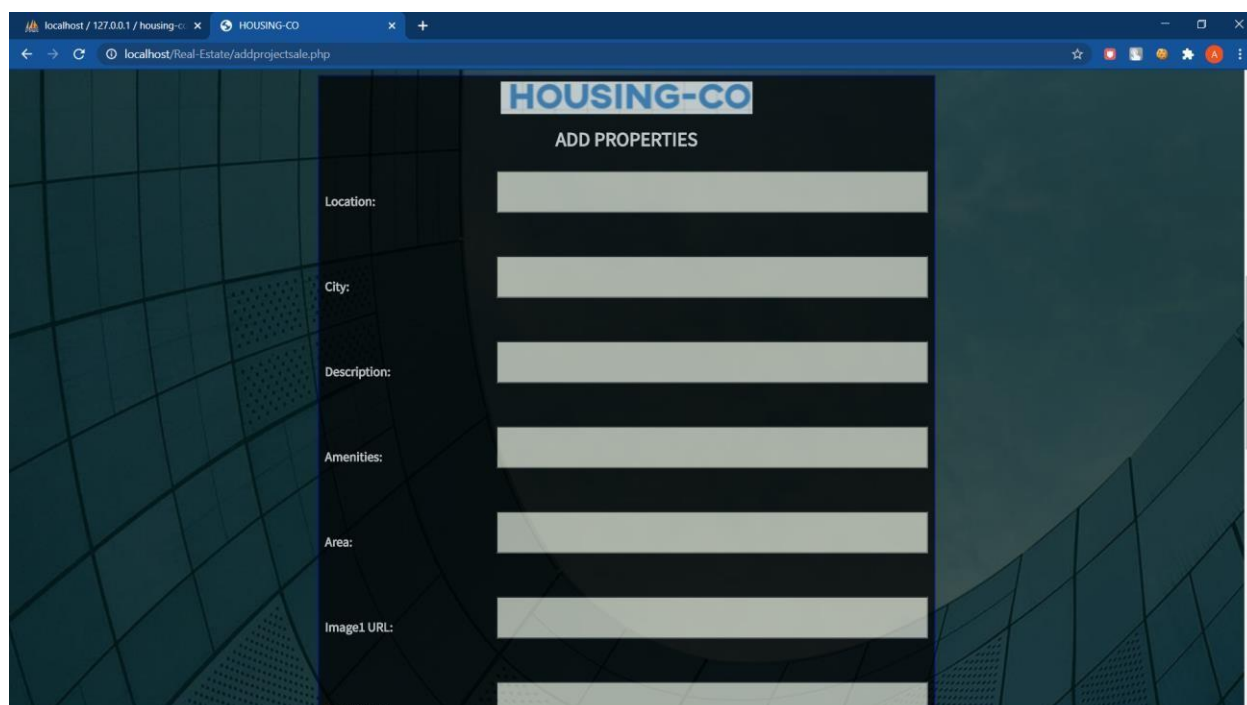 localhost / 127.0.0.1 / housing-cc
HOUSING-CO
localhost/Real-Estate/addprojectsale.php
A
HOUSING-CO
ADD PROPERTIES
Location:
City:
Description:
Amenities:
Area:
Image1 URL: